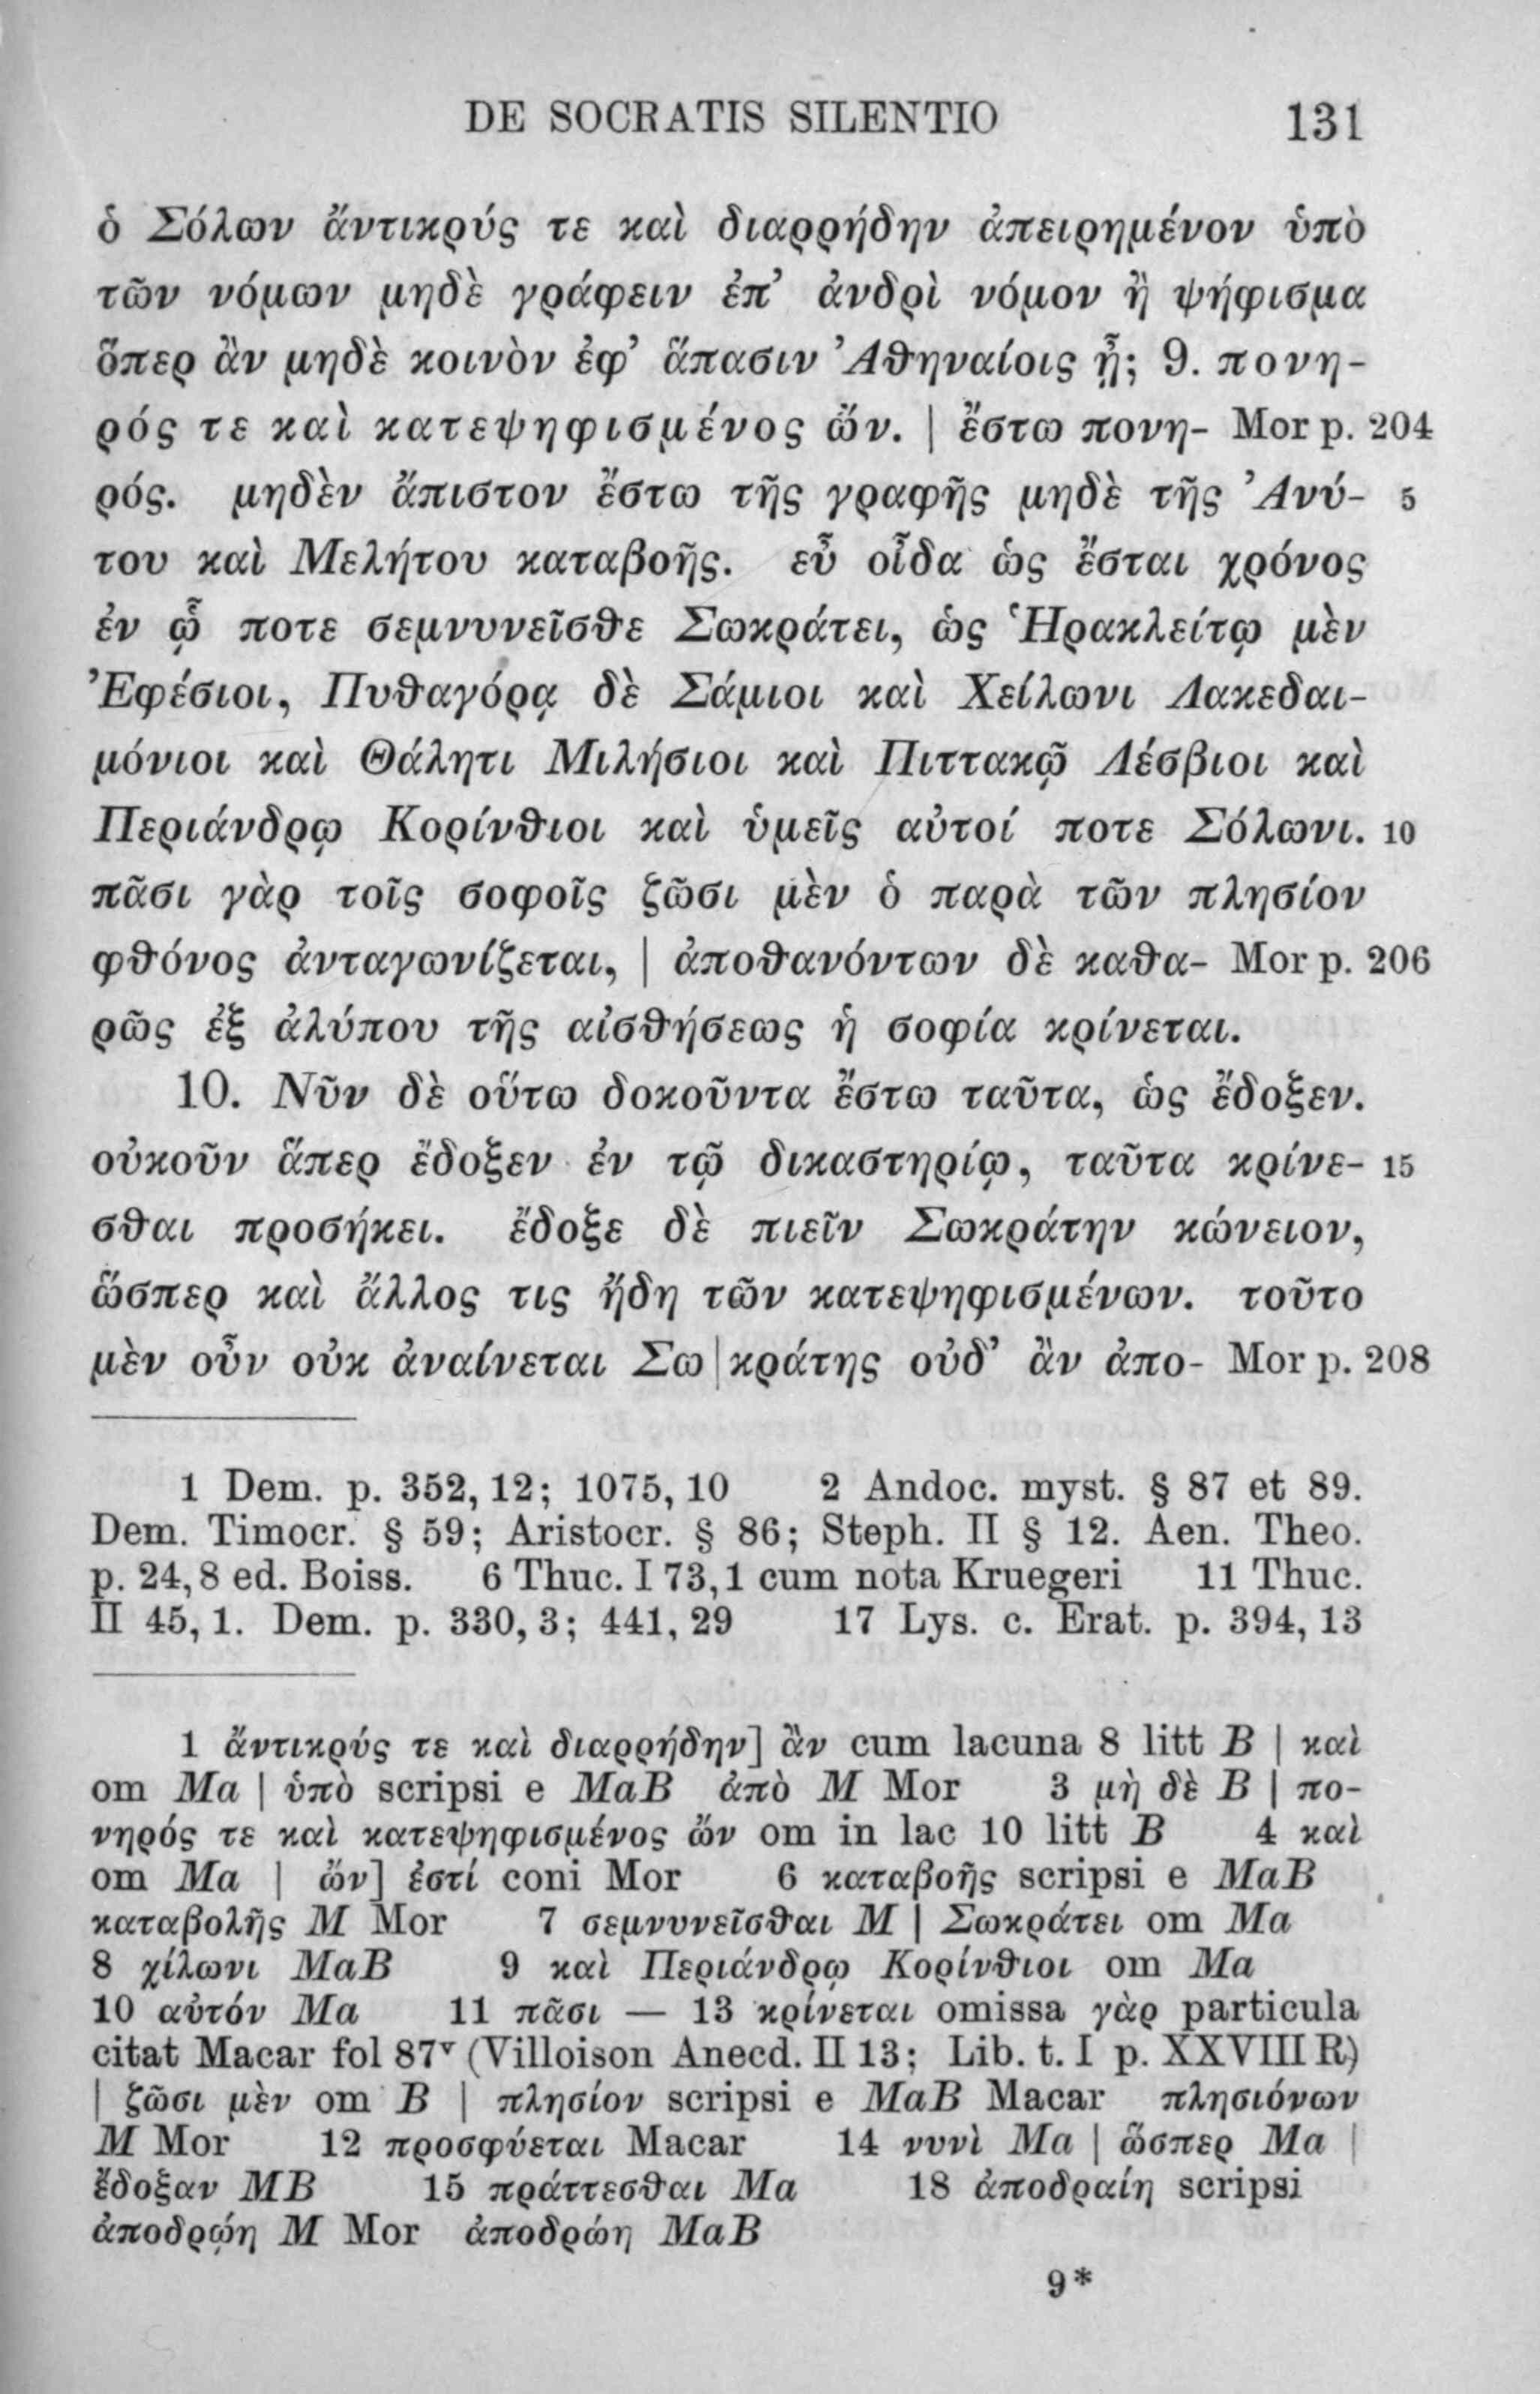 DE SOCRATIS SILENTIO 131
ὁ Σόλων ἄντικρύς τε καὶ διαρρήδην ἀπειρημένον ὑπὸ
τῶν νόμων μηδὲ γράφειν ἐπ’ ἀνδρὶ νόμον ἢ ψήφισμα
ὅπερ ἂν μηδὲ κοινὸν ἐφ’ ἅπασιν Ἀθηναίοις ᾖ; 9. πονη-
ρός τε καὶ κατεψηφισμένος ὤν. | ἔστω πονη- Mor p. 204
ρός. μηδὲν ἄπιστον ἔστω τῆς γραφῆς μηδὲ τῆς Ἀνύ- 5
του καὶ Μελήτου καταβοῆς. εὖ οἶδα ὡς ἔσται χρόνος
ἐν ᾧ ποτε σεμνυνεῖσθε Σωκράτει, ὡς Ἡρακλείτῳ μὲν
Ἐφέσιοι, Πυθαγόρᾳ δὲ Σάμιοι καὶ Χείλωνι Λακεδαι-
μόνιοι καὶ Θάλητι Μιλήσιοι καὶ Πιττακῷ Λέσβιοι καὶ
Περιάνδρῳ Κορίνθιοι καὶ ὑμεῖς αὐτοί ποτε Σόλωνι. 10
πᾶσι γὰρ τοῖς σοφοῖς ζῶσι μὲν ὁ παρὰ τῶν πλησίον
φθόνος ἀνταγωνίζεται, | ἀποθανόντων δὲ καθα- Mor p. 206
ρῶς ἐξ ἀλύπου τῆς αἰσθήσεως ἡ σοφία κρίνεται.
10. Νῦν δὲ οὕτω δοκοῦντα ἔστω ταῦτα, ὡς ἔδοξεν.
οὐκοῦν ἅπερ ἔδοξεν ἐν τῷ δικαστηρίῳ, ταῦτα κρίνε- 15
σθαι προσήκει. ἔδοξε δὲ πιεῖν Σωκράτην κώνειον,
ὥσπερ καὶ ἄλλος τις ἤδη τῶν κατεψηφισμένων. τοῦτο
μὲν οὖν οὐκ ἀναίνεται Σω|κράτης οὐδ’ ἂν ἀπο- Mor p. 208
1 Dem. p. 352, 12; 1075, 10 2 Andoc. myst. § 87 et 89.
Dem. Timocr. § 59; Aristocr. § 86; Steph. II § 12. Aen. Theo.
p. 24, 8 ed. Boiss. 6 Thuc. I 73, 1 cum nota Kruegeri 11 Thuc.
II 45, 1. Dem. p. 330, 3; 441, 29 17 Lys. c. Erat. p. 394, 13
1 ἄντικρύς τε καὶ διαρρήδην] ἂν cum lacuna 8 litt B | καὶ
om Ma | ὑπὸ scripsi e MaB ἀπὸ M Mor 3 μὴ δὲ B | πο-
νηρός τε καὶ κατεψηφισμένος ὤν om in lac 10 litt B 4 καὶ
om Ma | ὤν] ἐστί coni Mor 6 καταβοῆς scripsi e MaB
καταβολῆς M Mor 7 σεμνυνεῖσθαι M | Σωκράτει om Ma
8 χίλωνι MaB 9 καὶ Περιάνδρῳ Κορίνθιοι om Ma
10 αὐτόν Ma 11 πᾶσι — 13 κρίνεται omissa γὰρ particula
citat Macar fol 87ᵛ (Villoison Anecd. II 13; Lib. t. I p. XXVIII R)
| ζῶσι μὲν om B | πλησίον scripsi e MaB Macar πλησιόνων
M Mor 12 προσφύεται Macar 14 νυνὶ Ma | ὥσπερ Ma |
ἔδοξαν MB 15 πράττεσθαι Ma 18 ἀποδραίη scripsi
ἀποδρῴη M Mor ἀποδρώη MaB
9*